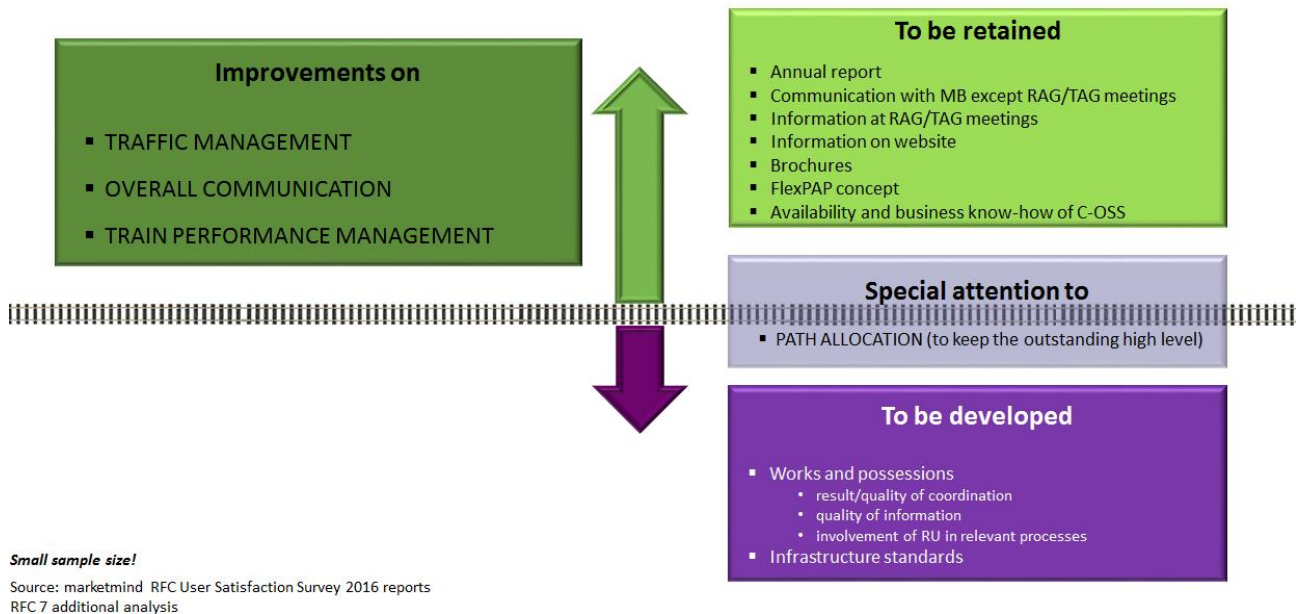 Improvements on
▪ TRAFFIC MANAGEMENT
▪ OVERALL COMMUNICATION
▪ TRAIN PERFORMANCE MANAGEMENT
To be retained
▪ Annual report
▪ Communication with MB except RAG/TAG meetings
▪ Information at RAG/TAG meetings
▪ Information on website
▪ Brochures
▪ FlexPAP concept
▪ Availability and business know-how of C-OSS
Special attention to
▪ PATH ALLOCATION (to keep the outstanding high level)
To be developed
▪ Works and possessions
• result/quality of coordination
• quality of information
• involvement of RU in relevant processes
▪ Infrastructure standards
Small sample size!
Source: marketmind RFC User Satisfaction Survey 2016 reports
RFC 7 additional analysis